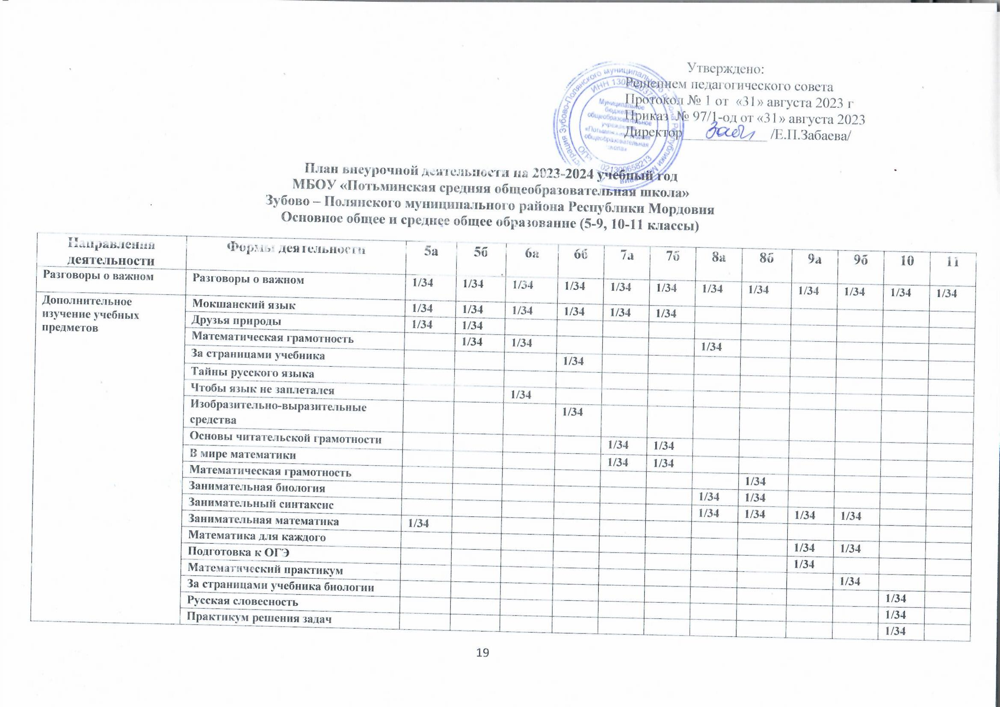 Утверждено:
Решением педагогического совета
Протокол № 1 от «31» августа 2023 г
Приказ № 97/1-од от «31» августа 2023
Директор /Е.П.Забаева/
Муниципальное
бюджетное
общеобразовательное
учреждение
«Потьминская средняя
общеобразовательная
школа»
План внеурочной деятельности на 2023-2024 учебный год
МБОУ «Потьминская средняя общеобразовательная школа»
Зубово – Полянского муниципального района Республики Мордовия
Основное общее и среднее общее образование (5-9, 10-11 классы)
Направления деятельности Формы деятельности 5а 5б 6а 6б 7а 7б 8а 8б 9а 9б 10 11
Разговоры о важном Разговоры о важном 1/34 1/34 1/34 1/34 1/34 1/34 1/34 1/34 1/34 1/34 1/34 1/34
Дополнительное
изучение учебных
предметов
Мокшанский язык 1/34 1/34 1/34 1/34 1/34 1/34
Друзья природы 1/34 1/34
Математическая грамотность 1/34 1/34 1/34
За страницами учебника 1/34
Тайны русского языка
Чтобы язык не заплетался 1/34
Изобразительно-выразительные
средства 1/34
Основы читательской грамотности 1/34 1/34
В мире математики 1/34 1/34
Математическая грамотность 1/34
Занимательная биология 1/34 1/34
Занимательный синтаксис 1/34 1/34 1/34 1/34
Занимательная математика 1/34
Математика для каждого 1/34 1/34
Подготовка к ОГЭ 1/34
Математический практикум 1/34
За страницами учебника биологии 1/34
Русская словесность 1/34
Практикум решения задач 1/34
19